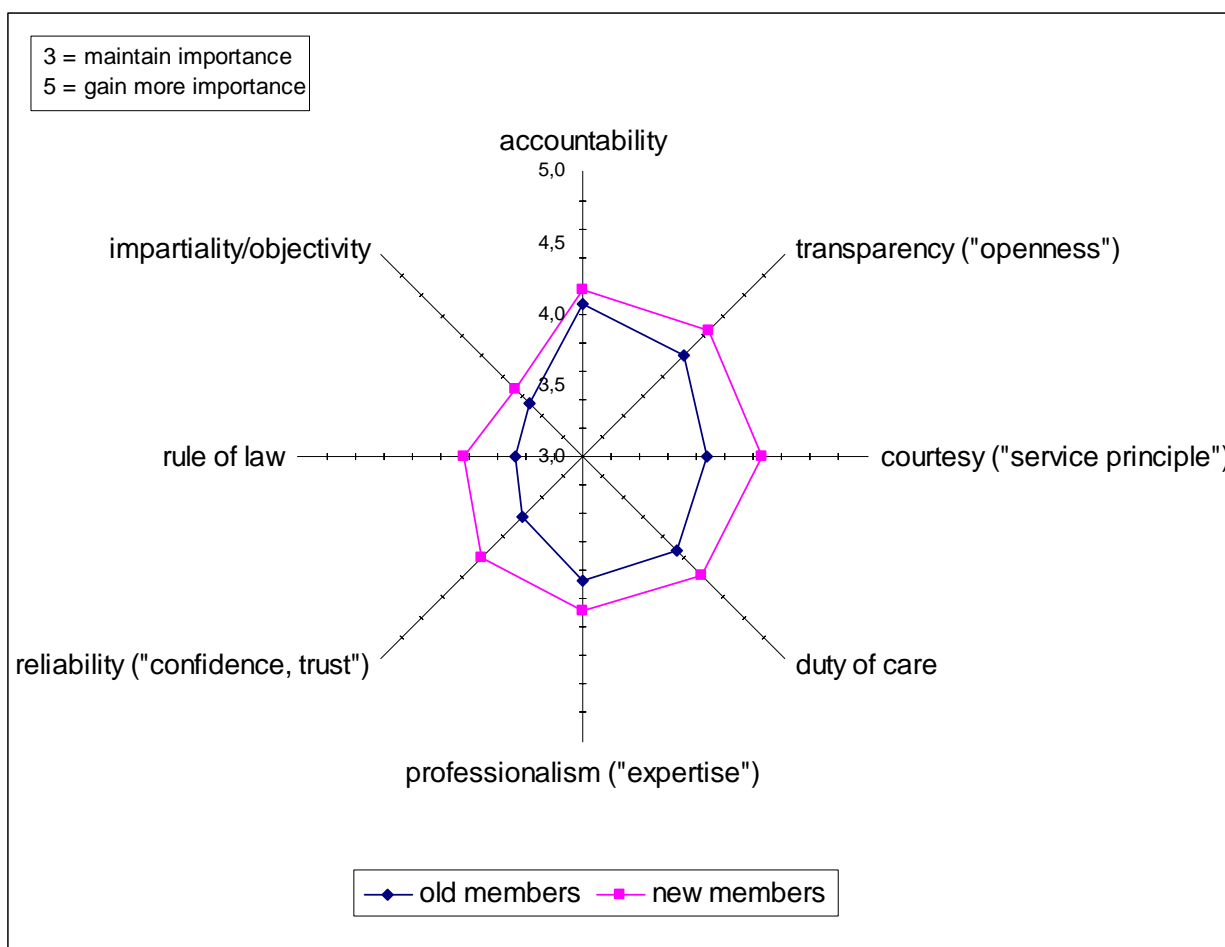 3 = maintain importance
5 = gain more importance
accountability
5,0
impartiality/objectivity
4,5
transparency ("openness")
4,0
3,5
rule of law
3,0
courtesy ("service principle")
reliability ("confidence, trust")
duty of care
professionalism ("expertise")
old members
new members